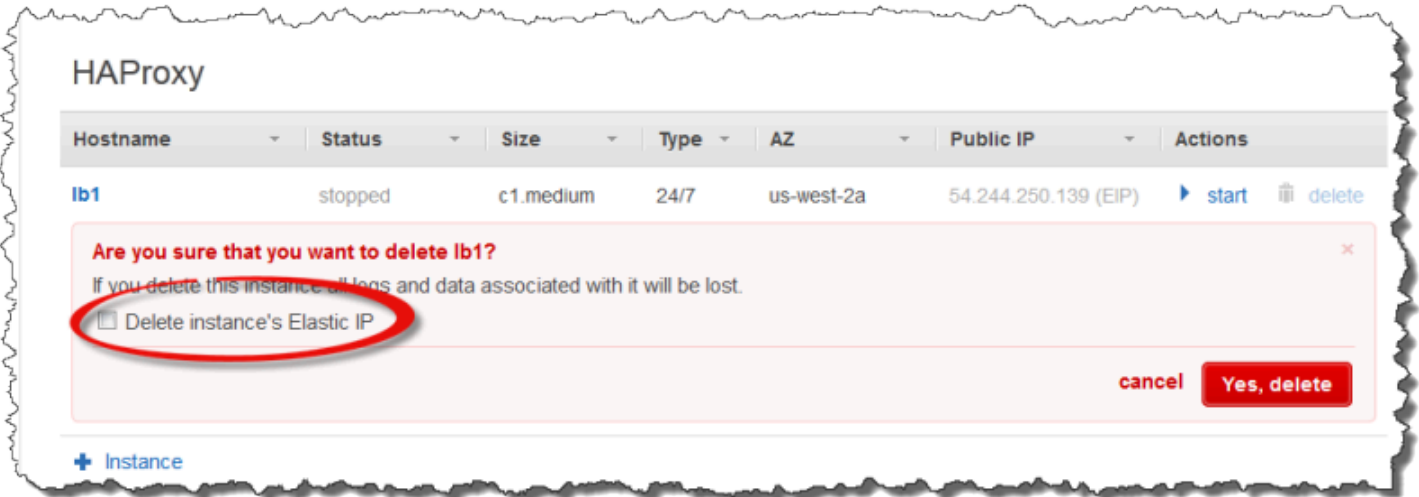 HAProxy
Hostname Status Size Type AZ Public IP Actions
lb1 stopped c1.medium 24/7 us-west-2a 54.244.250.139 (EIP) start delete
Are you sure that you want to delete lb1?
If you delete this instance all logs and data associated with it will be lost.
Delete instance's Elastic IP
cancel Yes, delete
Instance